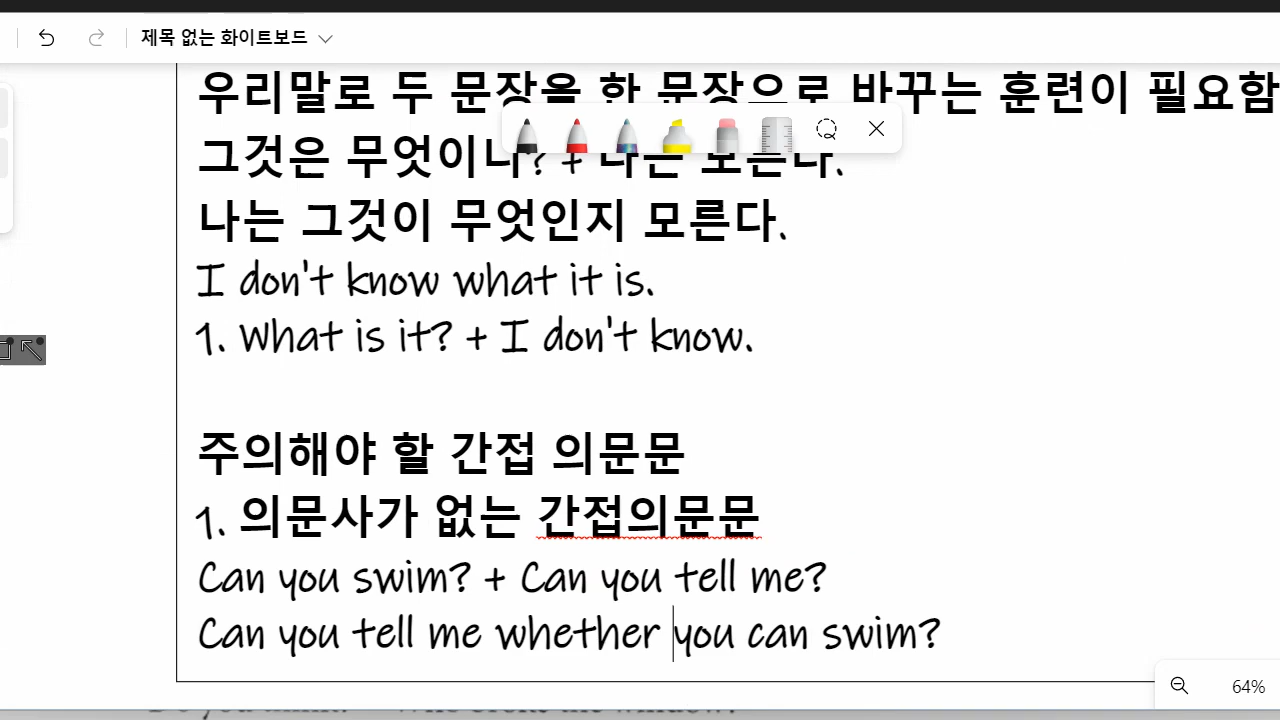 제목 없는 화이트보드
우리말로 두 문장을 한 문장으로 바꾸는 훈련이 필요함
그것은 무엇이냐? + 나는 모른다.
나는 그것이 무엇인지 모른다.
I don't know what it is.
1. What is it? + I don't know.
주의해야 할 간접 의문문
1. 의문사가 없는 간접의문문
Can you swim? + Can you tell me?
Can you tell me whether you can swim?
64%